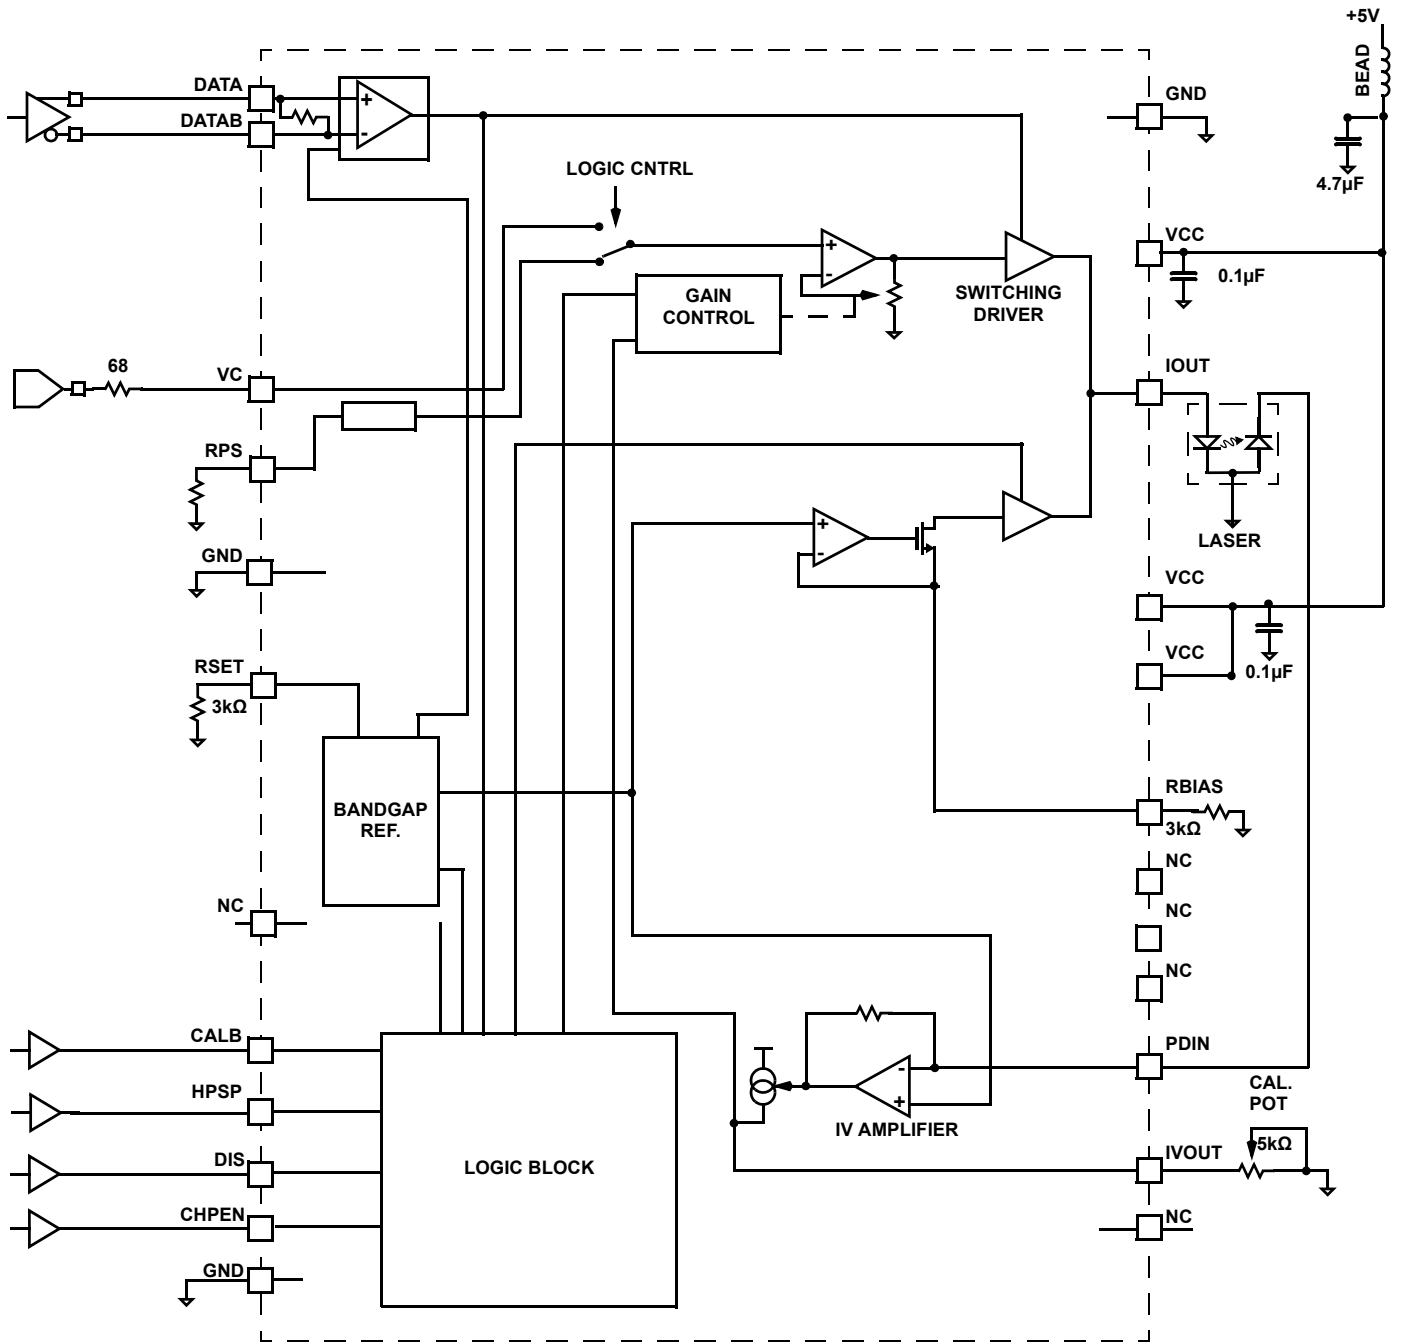 +5V
BEAD
DATA
GND
DATAB
+
-
4.7µF
LOGIC CNTRL
VCC
+
-
0.1µF
GAIN
CONTROL
SWITCHING
DRIVER
68
VC
IOUT
RPS
+
-
LASER
GND
VCC
RSET
VCC
3kΩ
0.1µF
BANDGAP
REF.
RBIAS
3kΩ
NC
NC
NC
NC
CALB
PDIN
-
+
HPSP
CAL.
POT
IV AMPLIFIER
DIS
LOGIC BLOCK
IVOUT
5kΩ
CHPEN
NC
GND